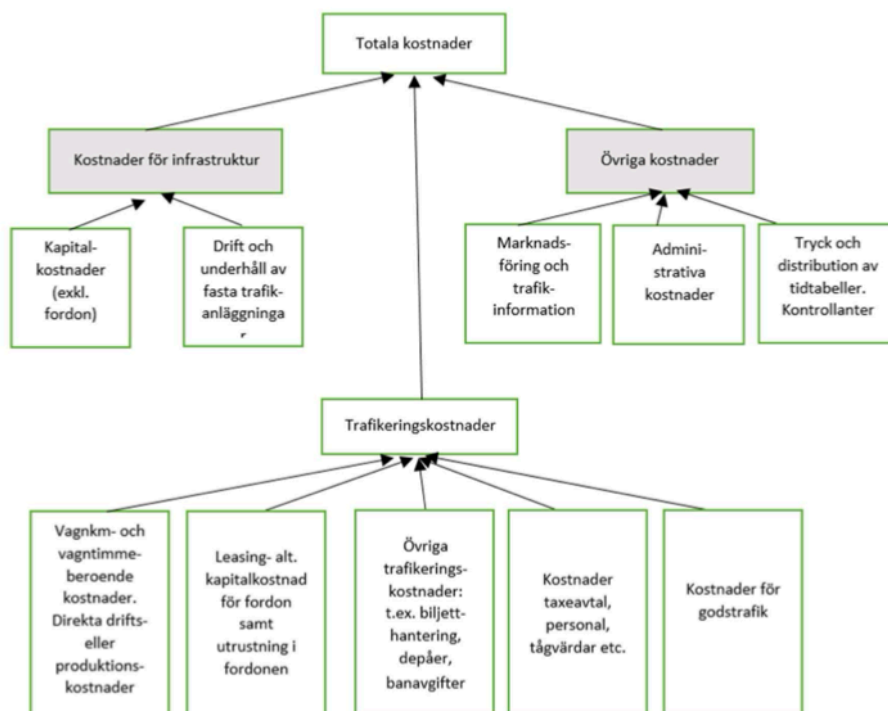 Totala kostnader
Kostnader för infrastruktur
Övriga kostnader
Kapital-
kostnader
(exkl.
fordon)
Drift och
underhåll av
fasta trafik-
anläggninga
r
Marknads-
föring och
trafik-
information
Admini-
strativa
kostnader
Tryck och
distribution av
tidtabeller.
Kontrollanter
Trafikeringskostnader
Vagnkm- och
vagntimme-
beroende
kostnader.
Direkta drifts-
eller
produktions-
kostnader
Leasing- alt.
kapitalkostnad
för fordon
samt
utrustning i
fordonen
Övriga
trafikerings-
kostnader:
t.ex. biljett-
hantering,
depåer,
banavgifter
Kostnader
taxeavtal,
personal,
tågvärdar etc.
Kostnader för
godstrafik